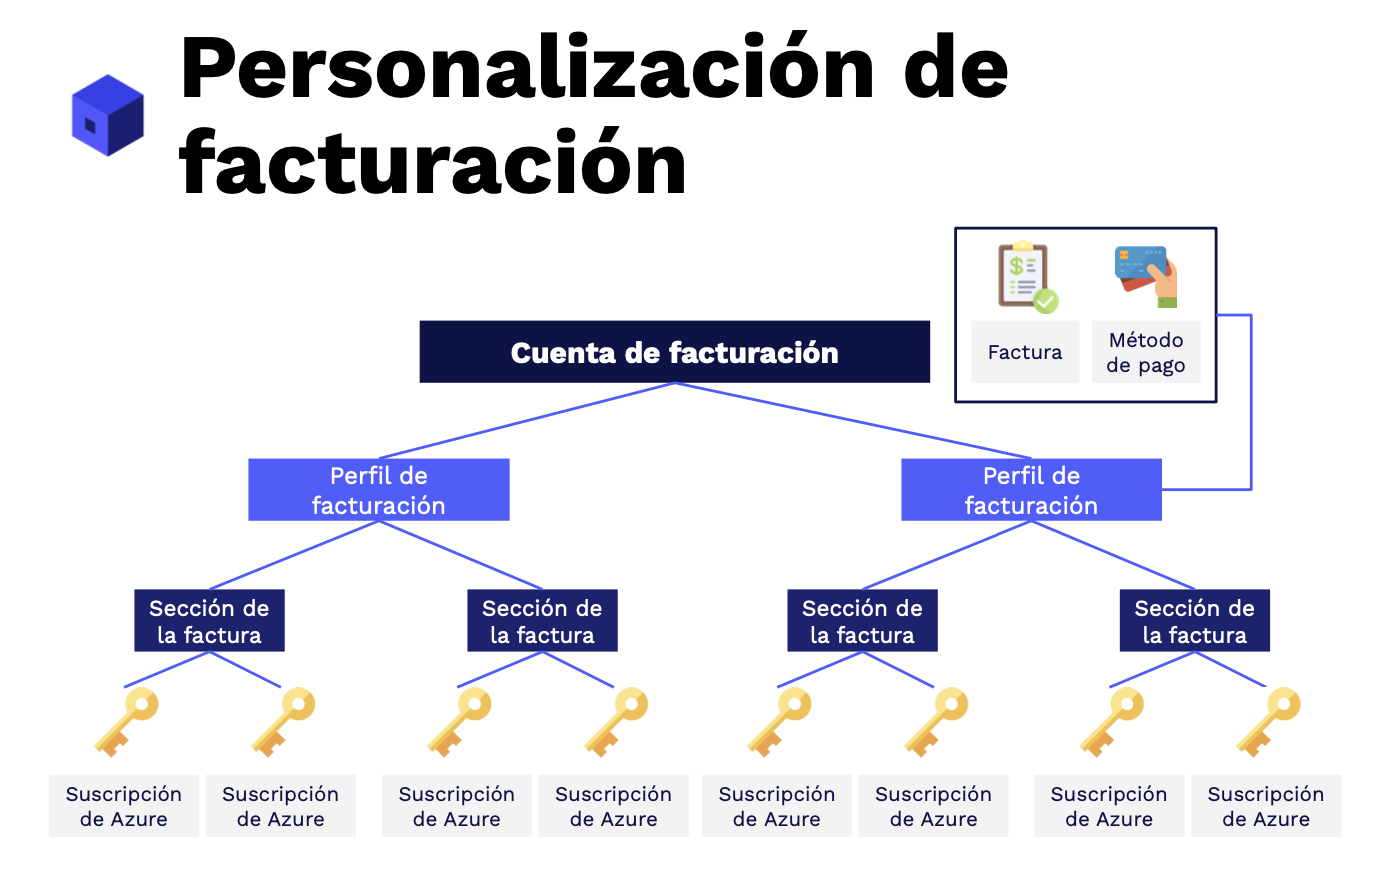 Personalización de
facturación
Factura
Método
de pago
Cuenta de facturación
Perfil de
facturación
Perfil de
facturación
Sección de
la factura
Sección de
la factura
Sección de
la factura
Sección de
la factura
Suscripción
de Azure
Suscripción
de Azure
Suscripción
de Azure
Suscripción
de Azure
Suscripción
de Azure
Suscripción
de Azure
Suscripción
de Azure
Suscripción
de Azure